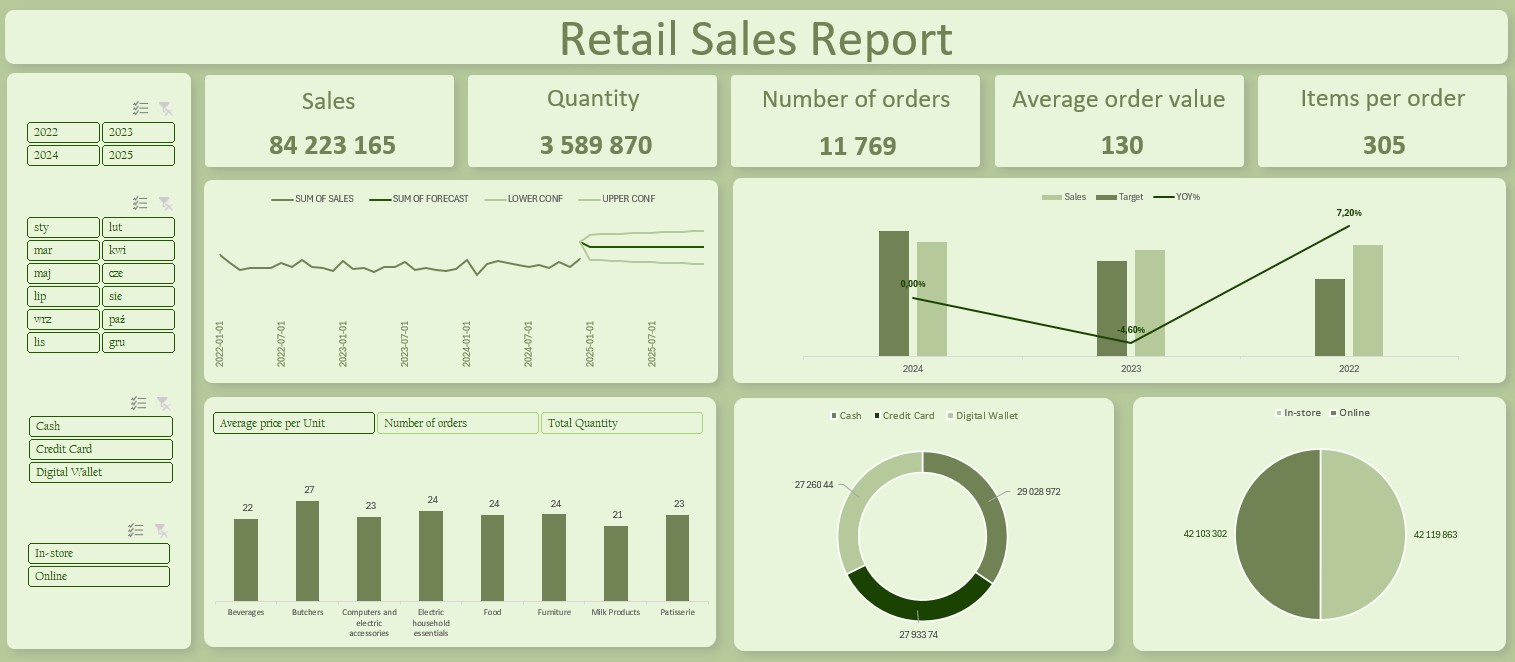 Retail Sales Report
2022 2023
2024 2025
sty lut
mar kwi
maj cze
lip sie
wrz paź
lis gru
Cash
Credit Card
Digital Wallet
In-store
Online
Sales
84 223 165
Quantity
3 589 870
Number of orders
11 769
Average order value
130
Items per order
305
SUM OF SALES SUM OF FORECAST LOWER CONF UPPER CONF
2022-01-01 2022-07-01 2023-01-01 2023-07-01 2024-01-01 2024-07-01 2025-01-01 2025-07-01
Sales Target YOY%
7,20%
0,00%
-4,60%
2024 2023 2022
Average price per Unit Number of orders Total Quantity
22 27 23 24 24 24 21 23
Beverages Butchers Computers and electric accessories Electric household essentials Food Furniture Milk Products Patisserie
Cash Credit Card Digital Wallet
27 260 44
29 028 972
27 933 74
In-store Online
42 103 302
42 119 863